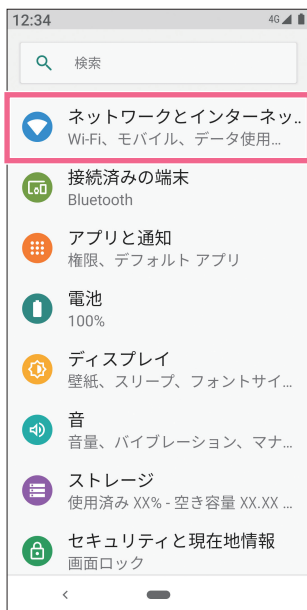 12:34 4G
検索
ネットワークとインターネッ..
Wi-Fi、モバイル、データ使用...
接続済みの端末
Bluetooth
アプリと通知
権限、デフォルト アプリ
電池
100%
ディスプレイ
壁紙、スリープ、フォントサイ...
音
音量、バイブレーション、マナ...
ストレージ
使用済み XX% - 空き容量 XX.XX ...
セキュリティと現在地情報
画面ロック